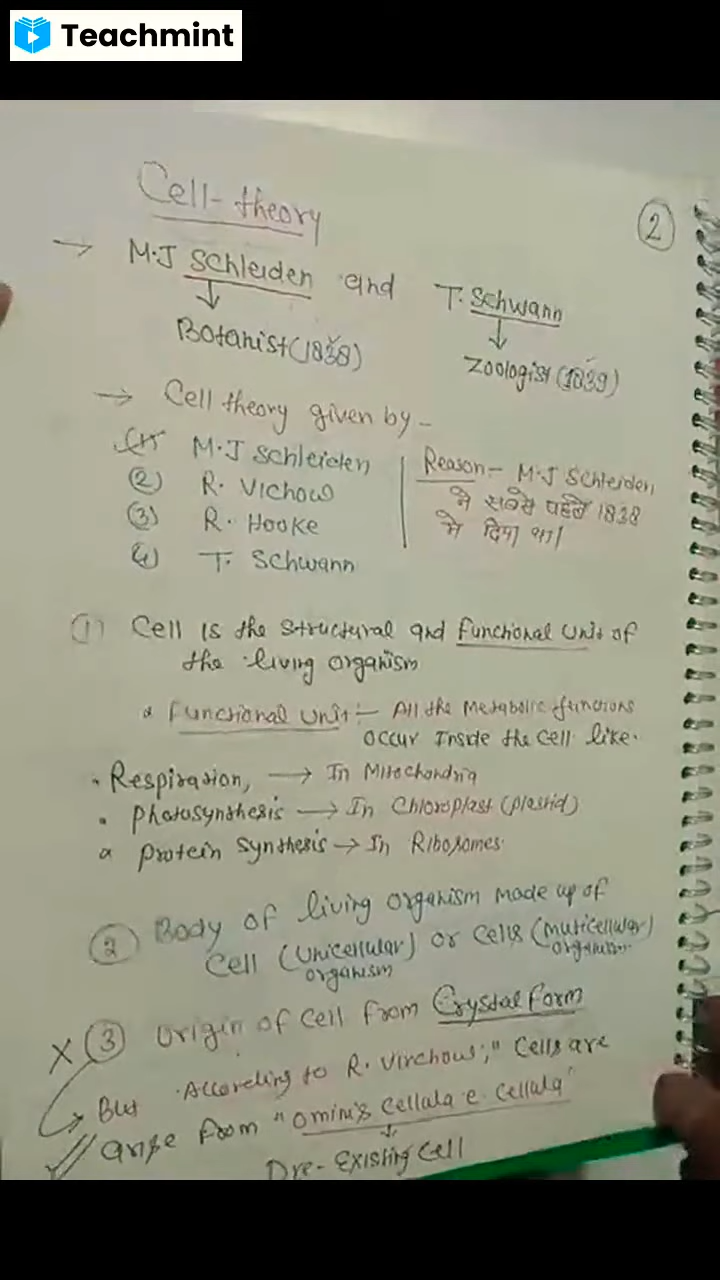 Teachmint
Cell-theory
2
→ M.J Schleiden and T. Schwann
Botanist (1838)
Zoologist (1839)
→ Cell theory given by -
(1) M.J Schleiden
(2) R. Vichow
(3) R. Hooke
(4) T. Schwann
Reason:- M.J Schleiden,
ने सबसे पहले 1838
मे दिया था।
(1) Cell is the structural and functional unit of
the living organism
Functional unit:- All the metabolic functions
occur inside the cell like.
• Respiration, → In Mitochondria
• Photosynthesis → In Chloroplast (plastid)
• Protein synthesis → In Ribosomes
(2) Body of living organism made up of
Cell (Unicellular) or cells (muticellular)
organism organism
X (3) Origin of cell from Crystal form
But According to R. Virchow, "Cells are
arise from "Ominis cellula e. cellula"
Pre-Existing cell